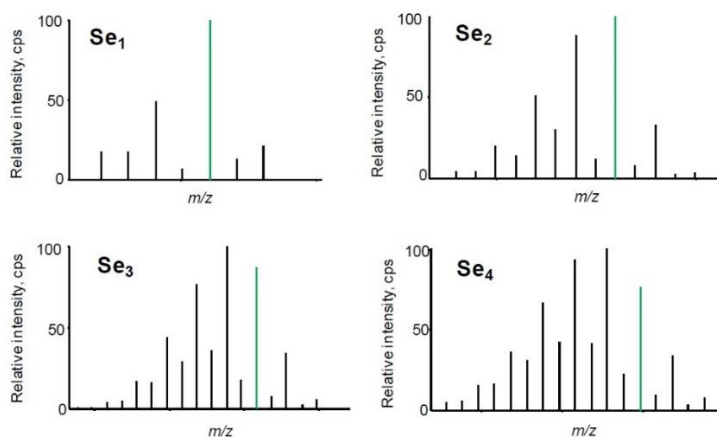 100
Se1
50
0
Relative intensity, cps
m/z
100
Se2
50
0
Relative intensity, cps
m/z
100
Se3
50
0
Relative intensity, cps
m/z
100
Se4
50
0
Relative intensity, cps
m/z